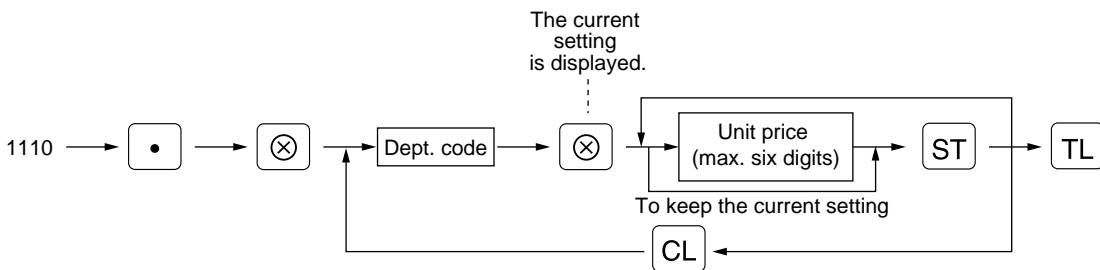 The current
setting
is displayed.
1110
•
⊗
Dept. code
⊗
Unit price
(max. six digits)
ST
TL
To keep the current setting
CL